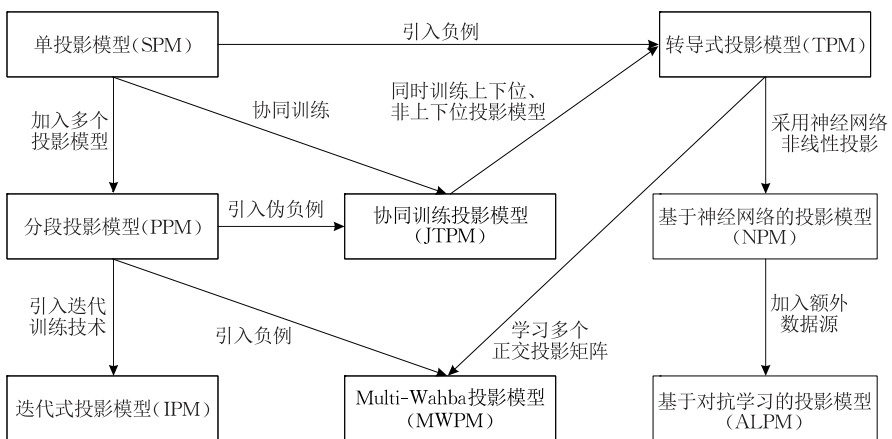 单投影模型(SPM)
引入负例
转导式投影模型(TPM)
加入多个
投影模型
协同训练
同时训练上下位、
非上下位投影模型
采用神经网络
非线性投影
分段投影模型(PPM)
引入伪负例
协同训练投影模型
(JTPM)
基于神经网络的投影模型
(NPM)
引入迭代
训练技术
引入负例
学习多个
正交投影矩阵
加入额外
数据源
迭代式投影模型(IPM)
Multi-Wahba投影模型
(MWPM)
基于对抗学习的投影模型
(ALPM)